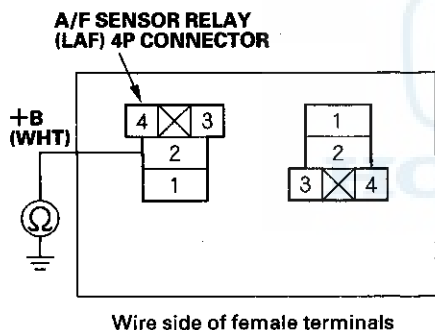 A/F SENSOR RELAY
(LAF) 4P CONNECTOR
+B
(WHT)
4 3
2
1
1
2
3 4
Ω
Wire side of female terminals